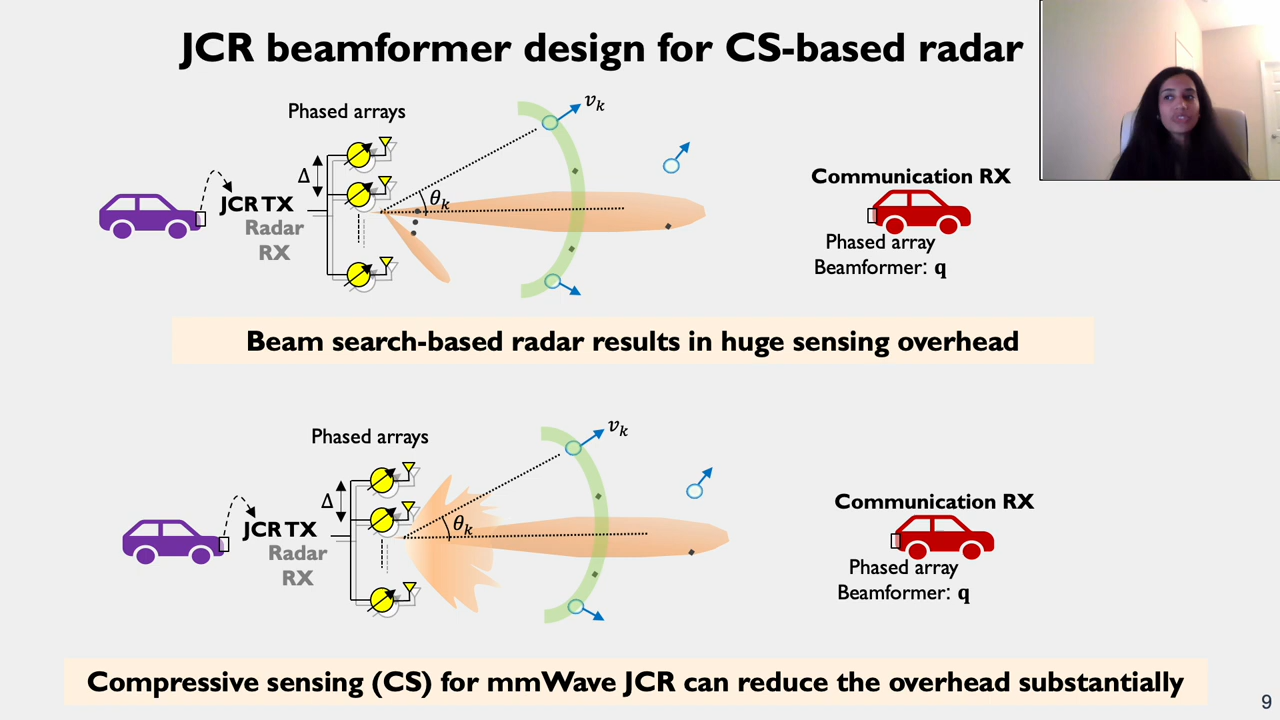 JCR beamformer design for CS-based radar
Phased arrays
v_k
Δ
θ_k
JCR TX
Radar
RX
Communication RX
Phased array
Beamformer: q
Beam search-based radar results in huge sensing overhead
Phased arrays
v_k
Δ
θ_k
JCR TX
Radar
RX
Communication RX
Phased array
Beamformer: q
Compressive sensing (CS) for mmWave JCR can reduce the overhead substantially
9